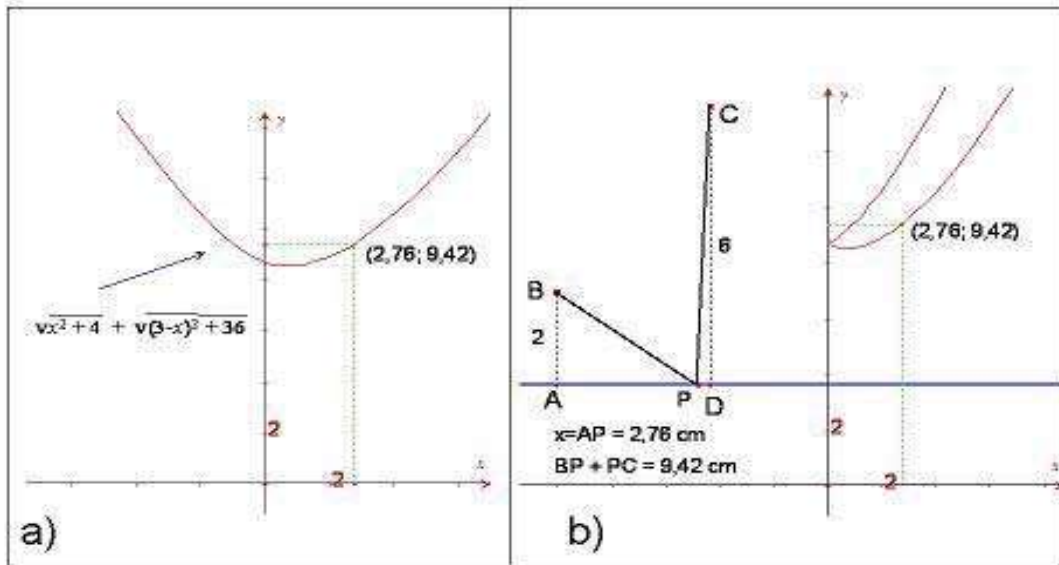 y
(2,76; 9,42)
√x² + 4 + √(3-x)² + 36
2
2
x
a)
y
C
(2,76; 9,42)
6
B
2
A
P
D
2
x=AP = 2,76 cm
BP + PC = 9,42 cm
2
x
b)